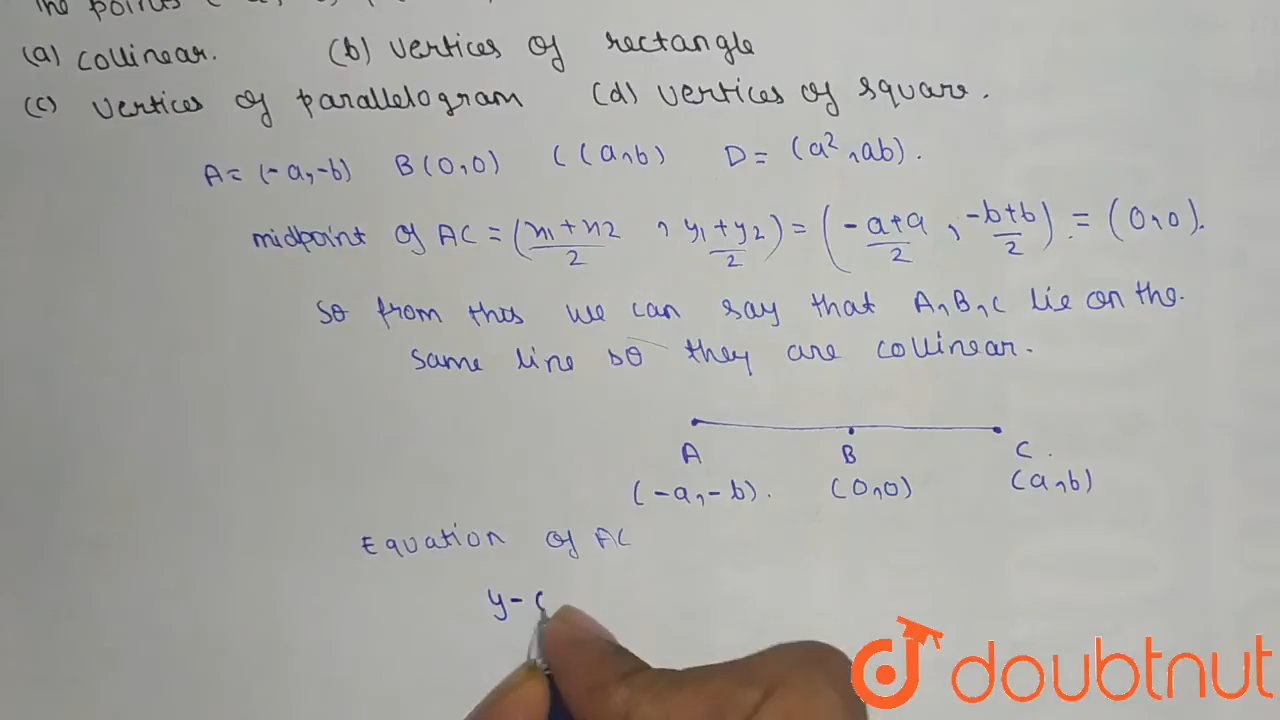 The points
(a) collinear. (b) vertices of rectangle
(c) vertices of parallelogram (d) vertices of square.
A= (-a,-b) B(0,0) C(a,b) D= (a²,ab).
midpoint of AC = (x1+x2/2 , y1+y2/2) = (-a+a/2 , -b+b/2) = (0,0).
so from this we can say that A,B,C lie on the.
same line so they are collinear.
A B C.
(-a,-b). (0,0) (a,b)
Equation of AC
y-
doubtnut